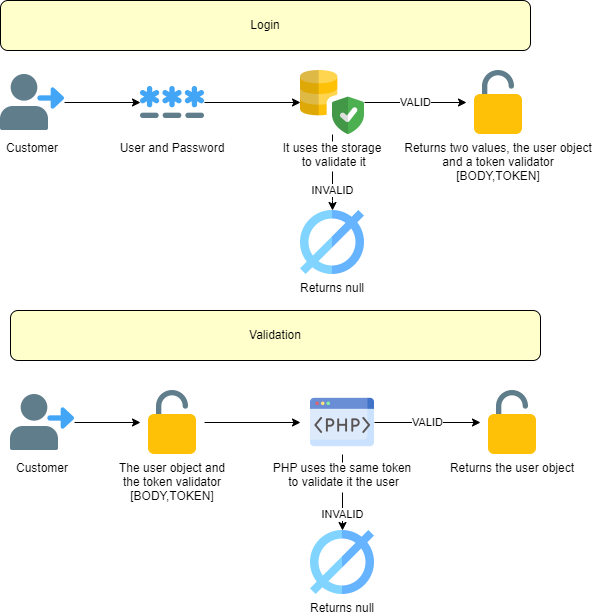 Login
VALID
Customer
User and Password
It uses the storage
to validate it
Returns two values, the user object
and a token validator
[BODY,TOKEN]
INVALID
Returns null
Validation
<PHP>
VALID
Customer
The user object and
the token validator
[BODY,TOKEN]
PHP uses the same token
to validate it the user
Returns the user object
INVALID
Returns null